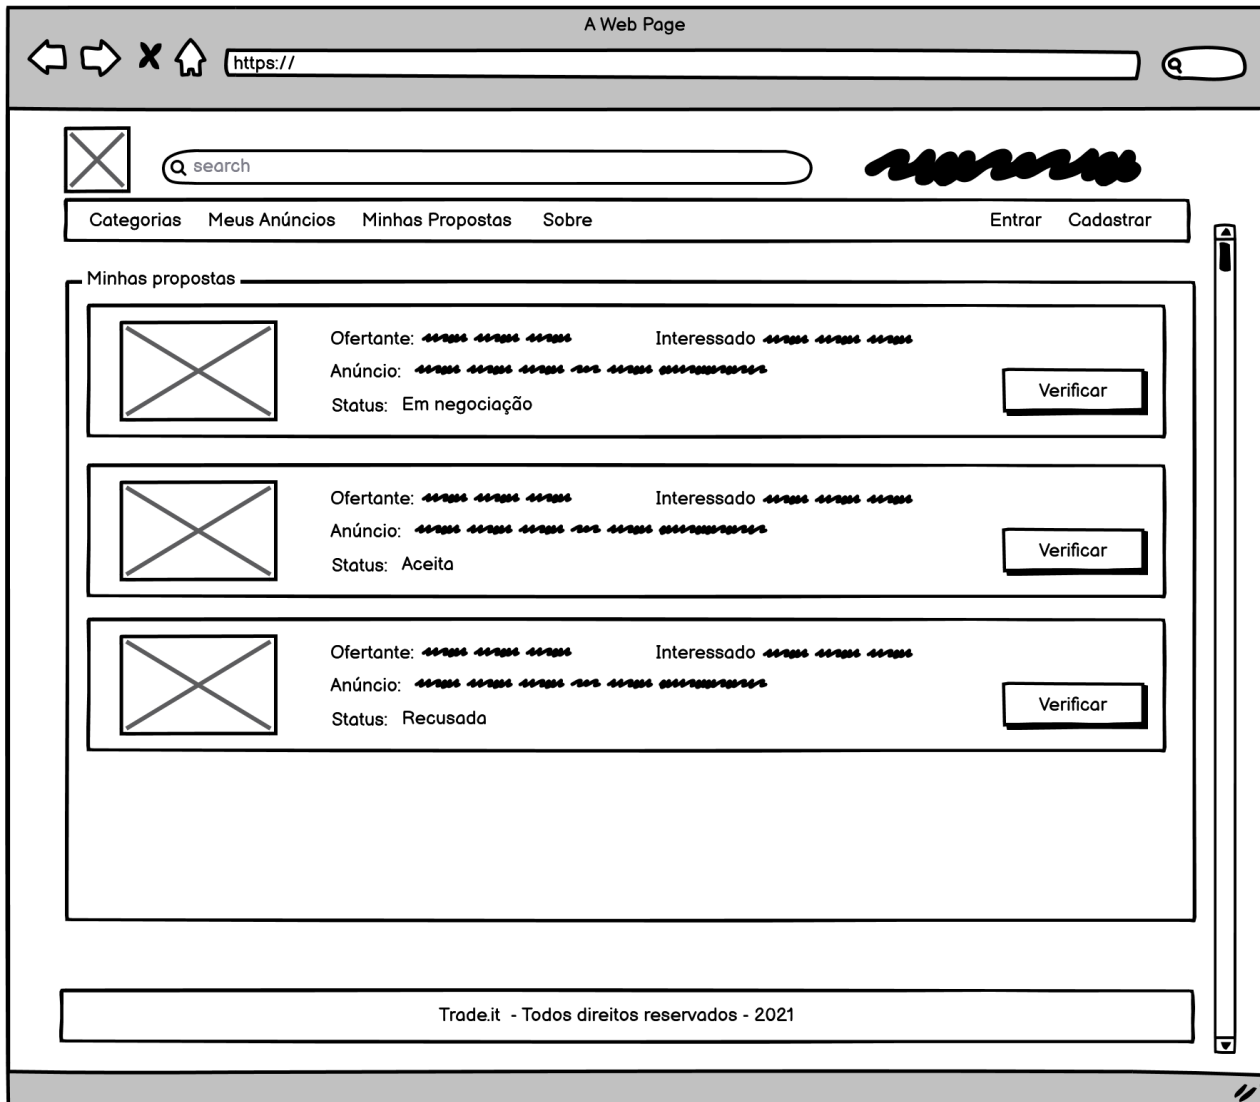 A Web Page
https://
search
Categorias Meus Anúncios Minhas Propostas Sobre Entrar Cadastrar
Minhas propostas
Ofertante: Interessado
Anúncio:
Status: Em negociação
Verificar
Ofertante: Interessado
Anúncio:
Status: Aceita
Verificar
Ofertante: Interessado
Anúncio:
Status: Recusada
Verificar
Trade.it - Todos direitos reservados - 2021